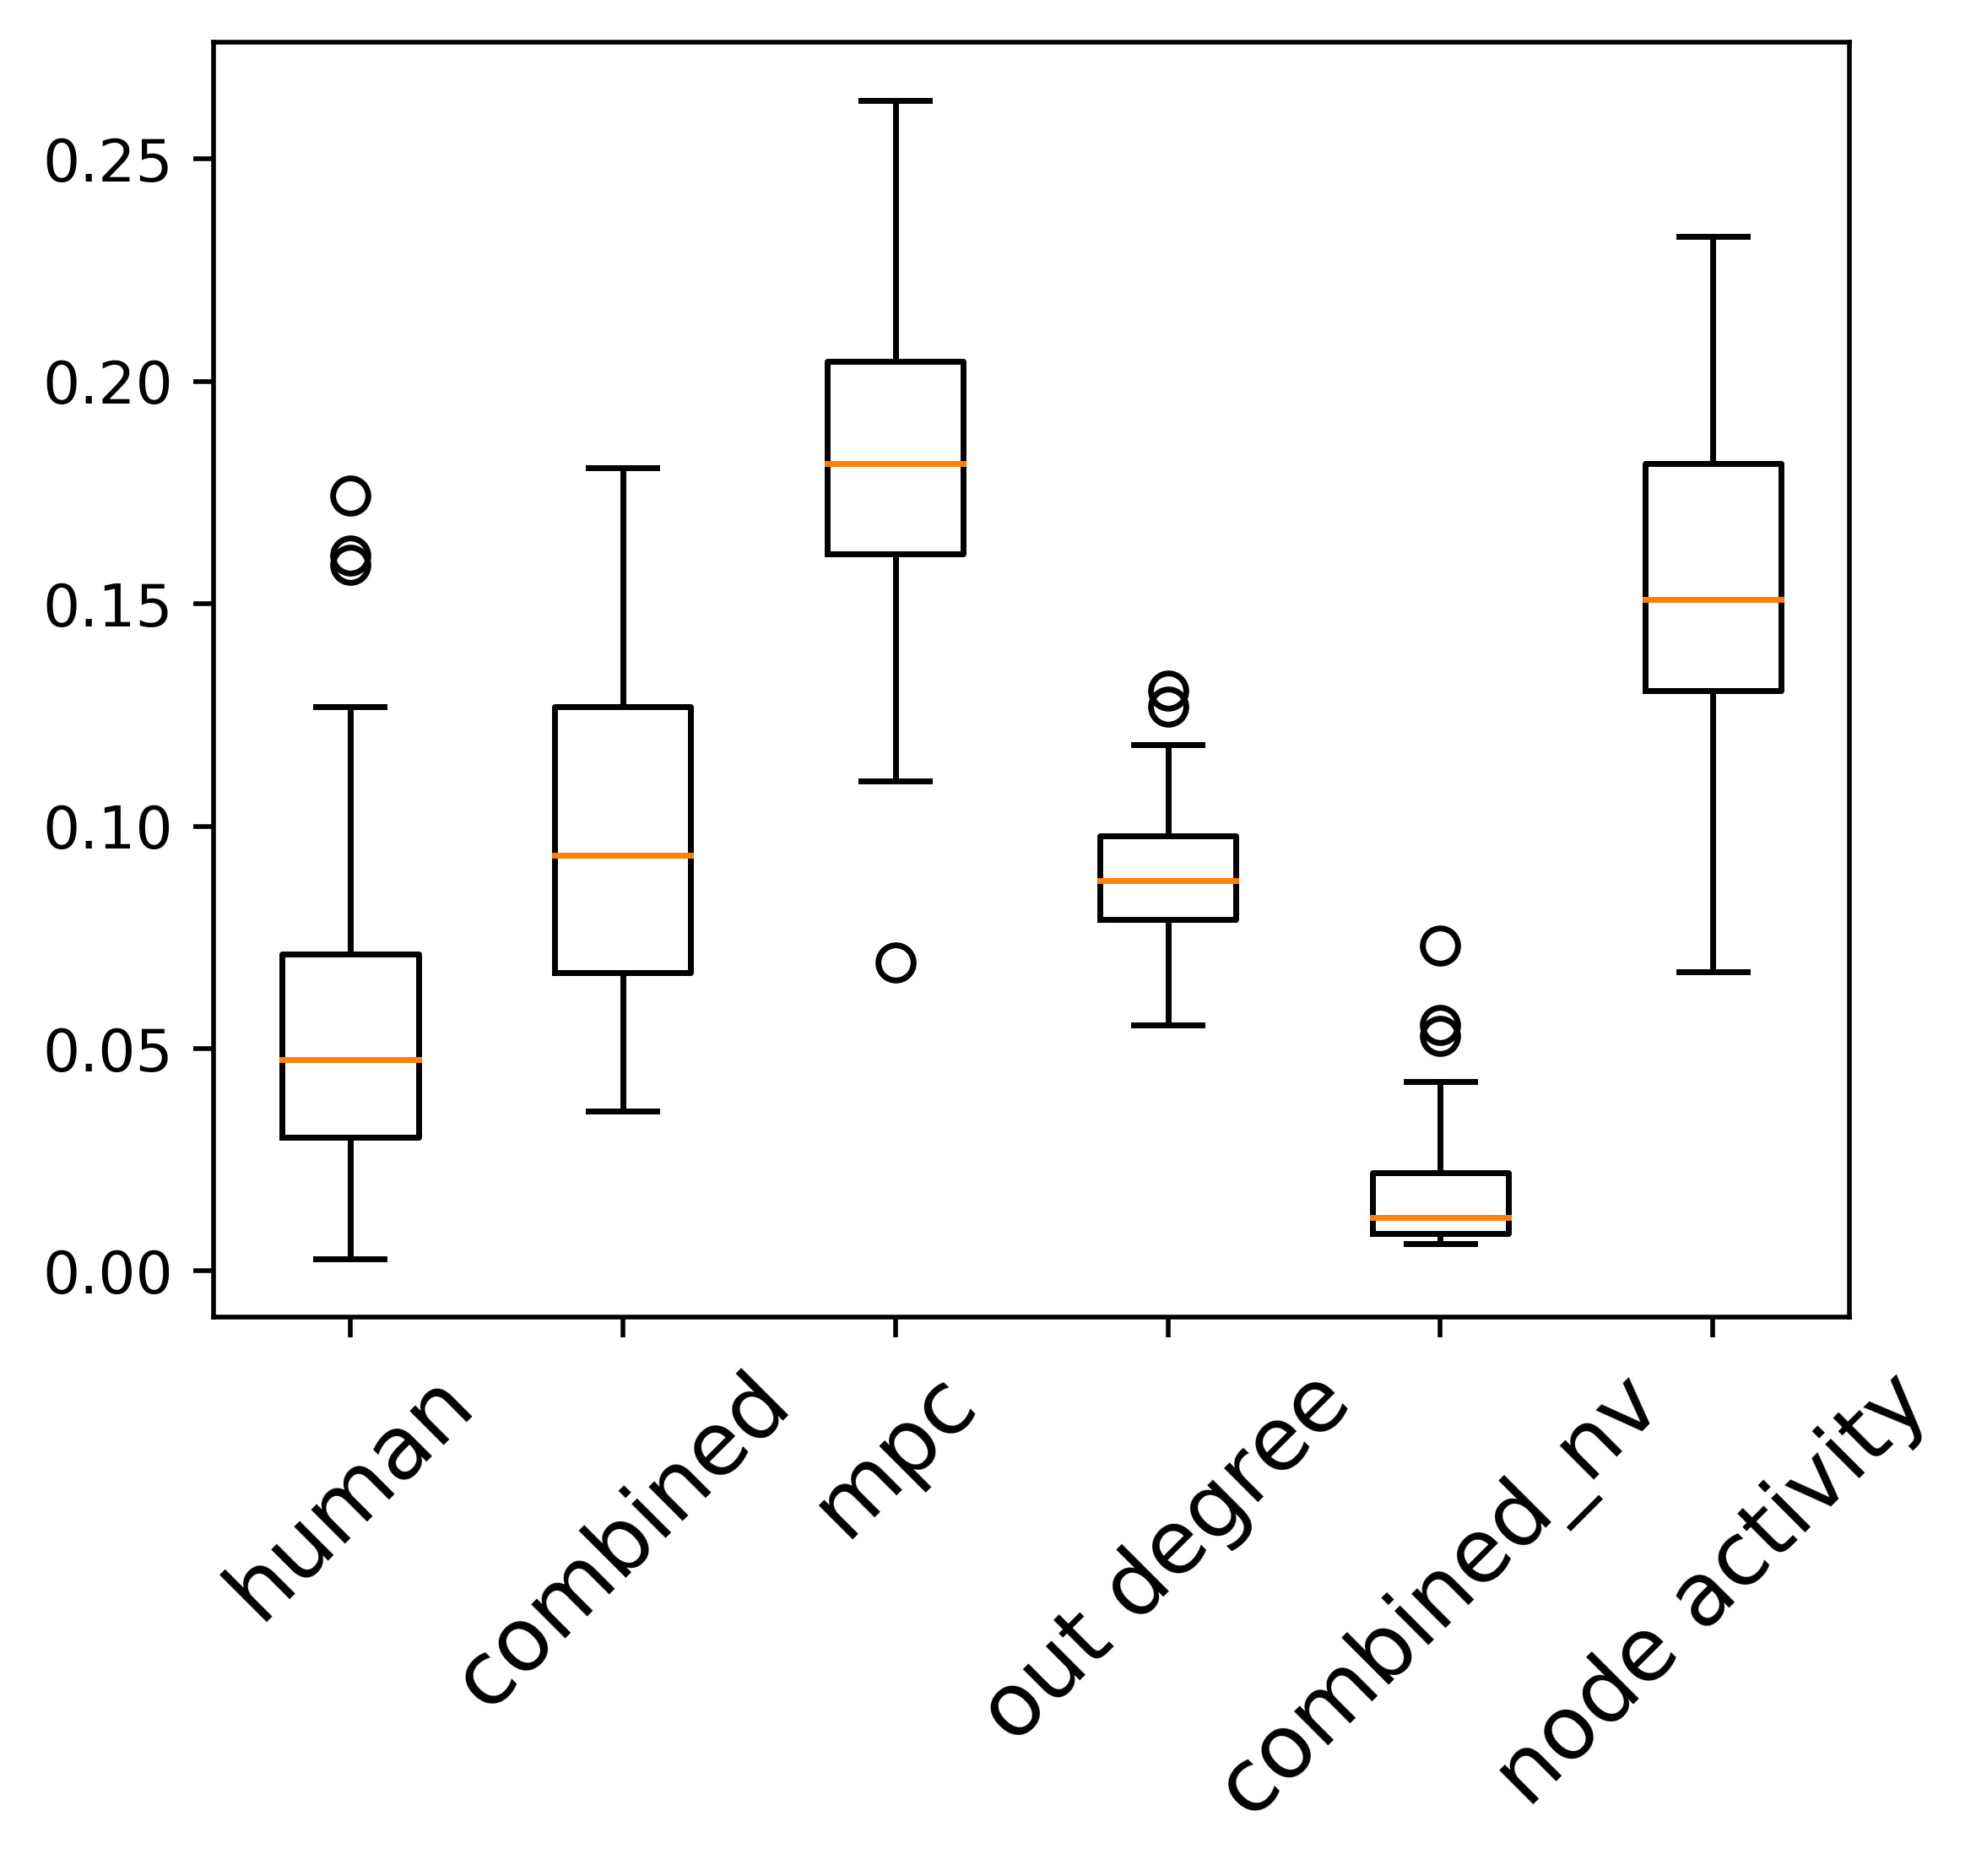 0.25
0.20
0.15
0.10
0.05
0.00
human
combined
mpc
out degree
combined_nv
node activity